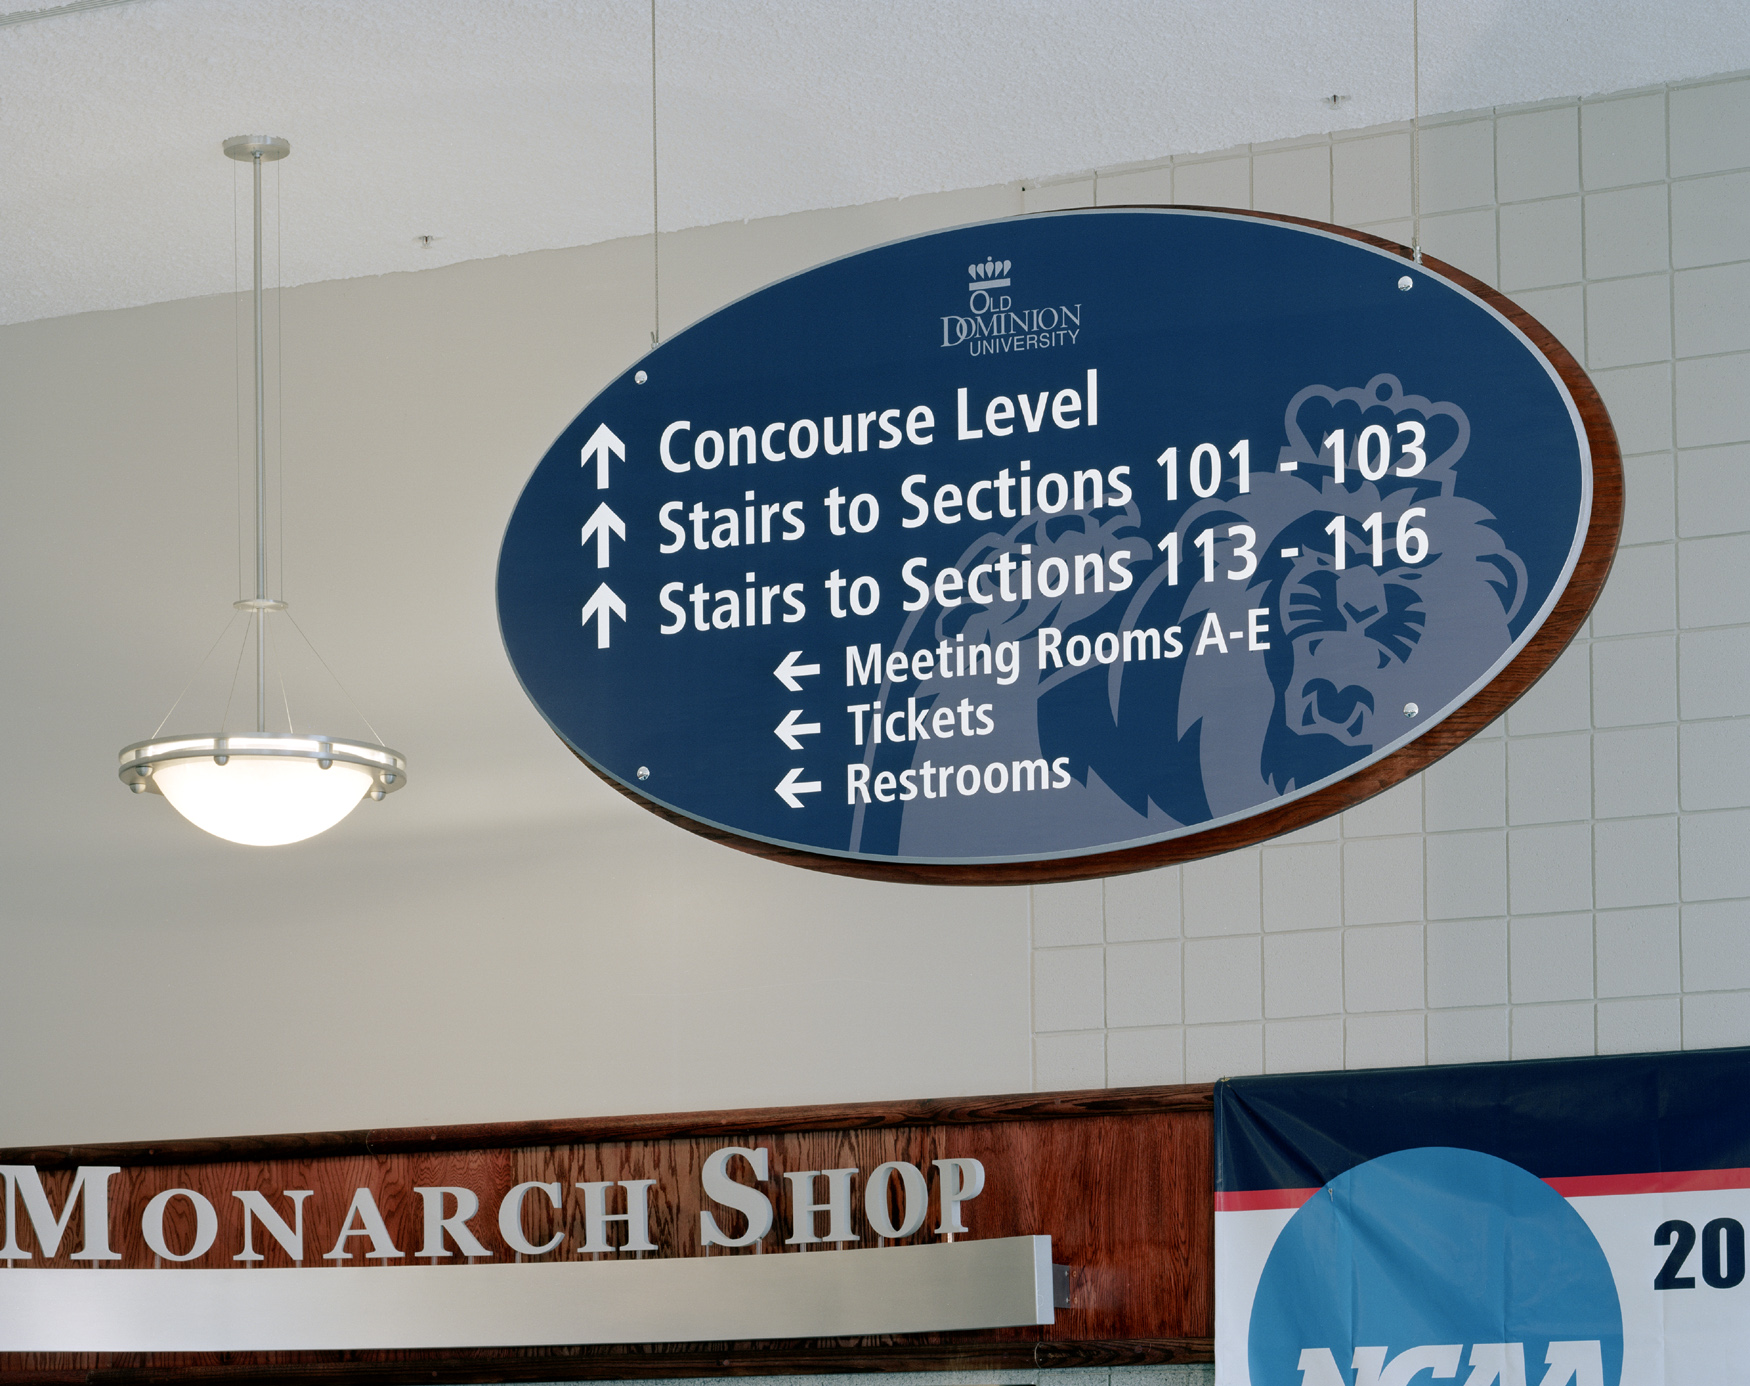 OLD
DOMINION
UNIVERSITY
↑ Concourse Level
↑ Stairs to Sections 101 - 103
↑ Stairs to Sections 113 - 116
← Meeting Rooms A-E
← Tickets
← Restrooms
MONARCH SHOP
20
NCAA